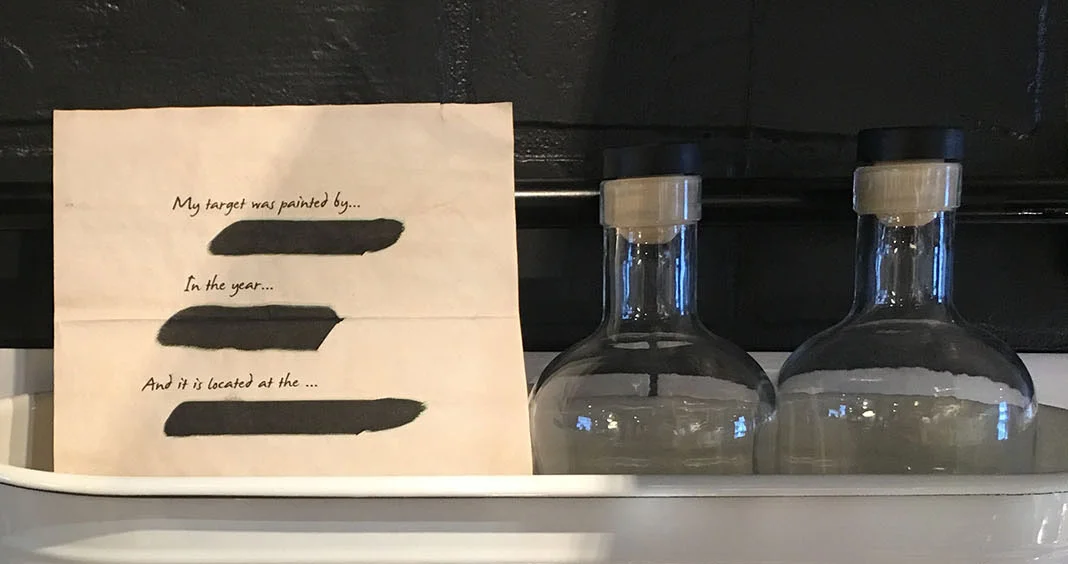 My target was painted by...
In the year...
And it is located at the ...